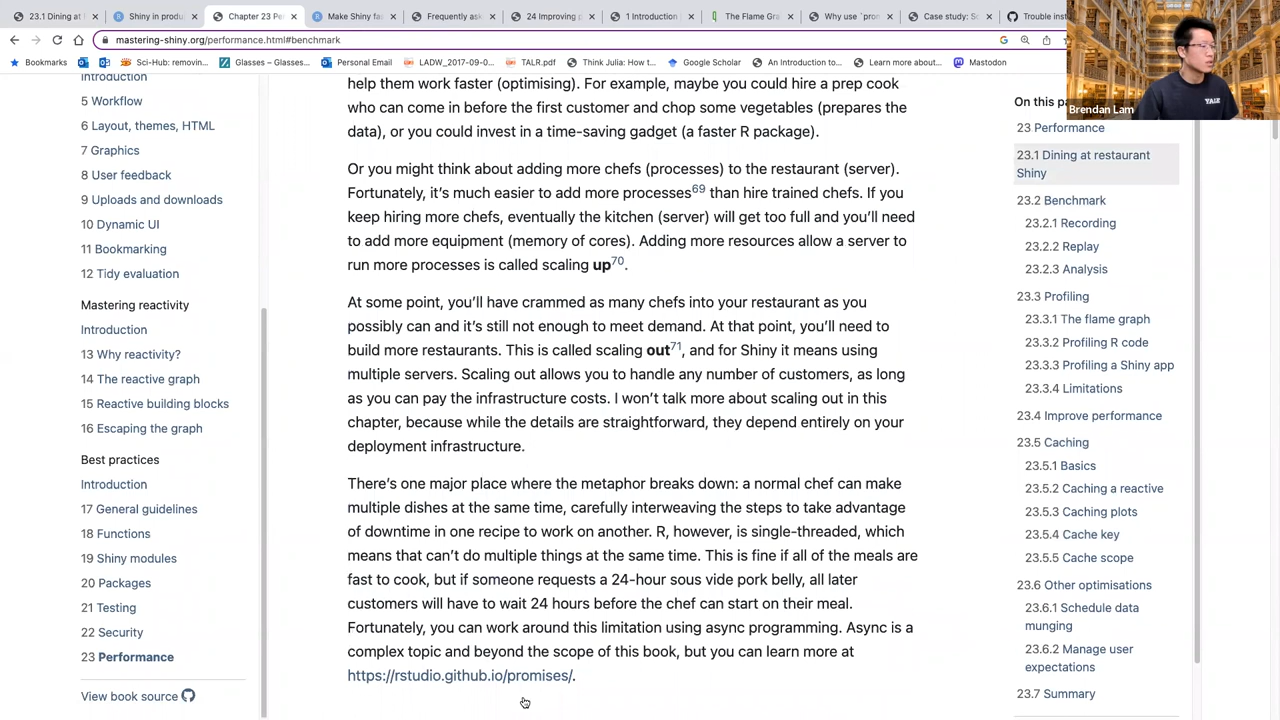 23.1 Dining at
Shiny in produ
Chapter 23 Pe
Make Shiny fa
Frequently ask
24 Improving p
1 Introduction
The Flame Gra
Why use `pron
Case study: S
Trouble inst
mastering-shiny.org/performance.html#benchmark
Bookmarks
Sci-Hub: removin...
Glasses – Glasses...
Personal Email
LADW_2017-09-0...
TALR.pdf
Think Julia: How t...
Google Scholar
An Introduction to...
Learn more about...
Mastodon
Brendan Lam
YALE
Introduction
5 Workflow
6 Layout, themes, HTML
7 Graphics
8 User feedback
9 Uploads and downloads
10 Dynamic UI
11 Bookmarking
12 Tidy evaluation
Mastering reactivity
Introduction
13 Why reactivity?
14 The reactive graph
15 Reactive building blocks
16 Escaping the graph
Best practices
Introduction
17 General guidelines
18 Functions
19 Shiny modules
20 Packages
21 Testing
22 Security
23 Performance
View book source
help them work faster (optimising). For example, maybe you could hire a prep cook
who can come in before the first customer and chop some vegetables (prepares the
data), or you could invest in a time-saving gadget (a faster R package).
Or you might think about adding more chefs (processes) to the restaurant (server).
Fortunately, it's much easier to add more processes69 than hire trained chefs. If you
keep hiring more chefs, eventually the kitchen (server) will get too full and you'll need
to add more equipment (memory of cores). Adding more resources allow a server to
run more processes is called scaling up70.
At some point, you'll have crammed as many chefs into your restaurant as you
possibly can and it's still not enough to meet demand. At that point, you'll need to
build more restaurants. This is called scaling out71, and for Shiny it means using
multiple servers. Scaling out allows you to handle any number of customers, as long
as you can pay the infrastructure costs. I won't talk more about scaling out in this
chapter, because while the details are straightforward, they depend entirely on your
deployment infrastructure.
There's one major place where the metaphor breaks down: a normal chef can make
multiple dishes at the same time, carefully interweaving the steps to take advantage
of downtime in one recipe to work on another. R, however, is single-threaded, which
means that can't do multiple things at the same time. This is fine if all of the meals are
fast to cook, but if someone requests a 24-hour sous vide pork belly, all later
customers will have to wait 24 hours before the chef can start on their meal.
Fortunately, you can work around this limitation using async programming. Async is a
complex topic and beyond the scope of this book, but you can learn more at
https://rstudio.github.io/promises/.
On this pa
23 Performance
23.1 Dining at restaurant
Shiny
23.2 Benchmark
23.2.1 Recording
23.2.2 Replay
23.2.3 Analysis
23.3 Profiling
23.3.1 The flame graph
23.3.2 Profiling R code
23.3.3 Profiling a Shiny app
23.3.4 Limitations
23.4 Improve performance
23.5 Caching
23.5.1 Basics
23.5.2 Caching a reactive
23.5.3 Caching plots
23.5.4 Cache key
23.5.5 Cache scope
23.6 Other optimisations
23.6.1 Schedule data
munging
23.6.2 Manage user
expectations
23.7 Summary